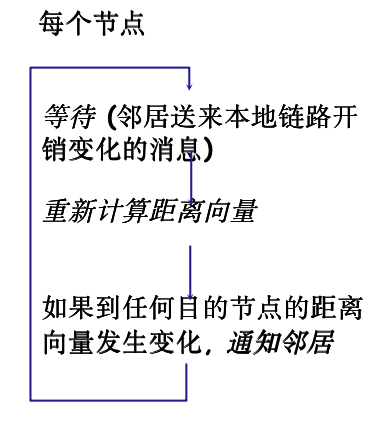 每个节点
等待 (邻居送来本地链路开
销变化的消息)
重新计算距离向量
如果到任何目的节点的距离
向量发生变化, 通知邻居